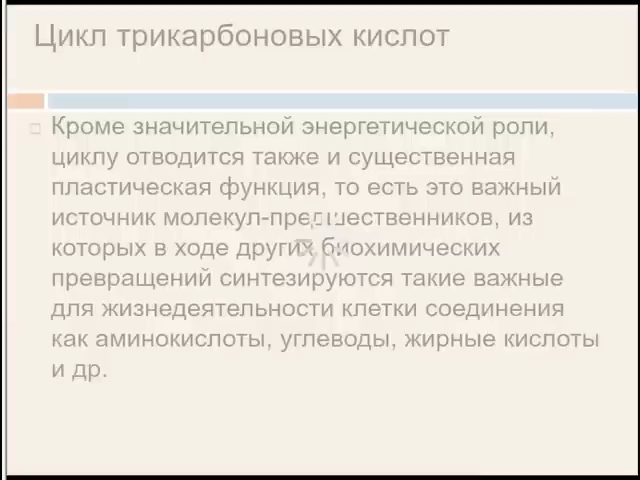 Цикл трикарбоновых кислот
Кроме значительной энергетической роли,
циклу отводится также и существенная
пластическая функция, то есть это важный
источник молекул-предшественников, из
которых в ходе других биохимических
превращений синтезируются такие важные
для жизнедеятельности клетки соединения
как аминокислоты, углеводы, жирные кислоты
и др.